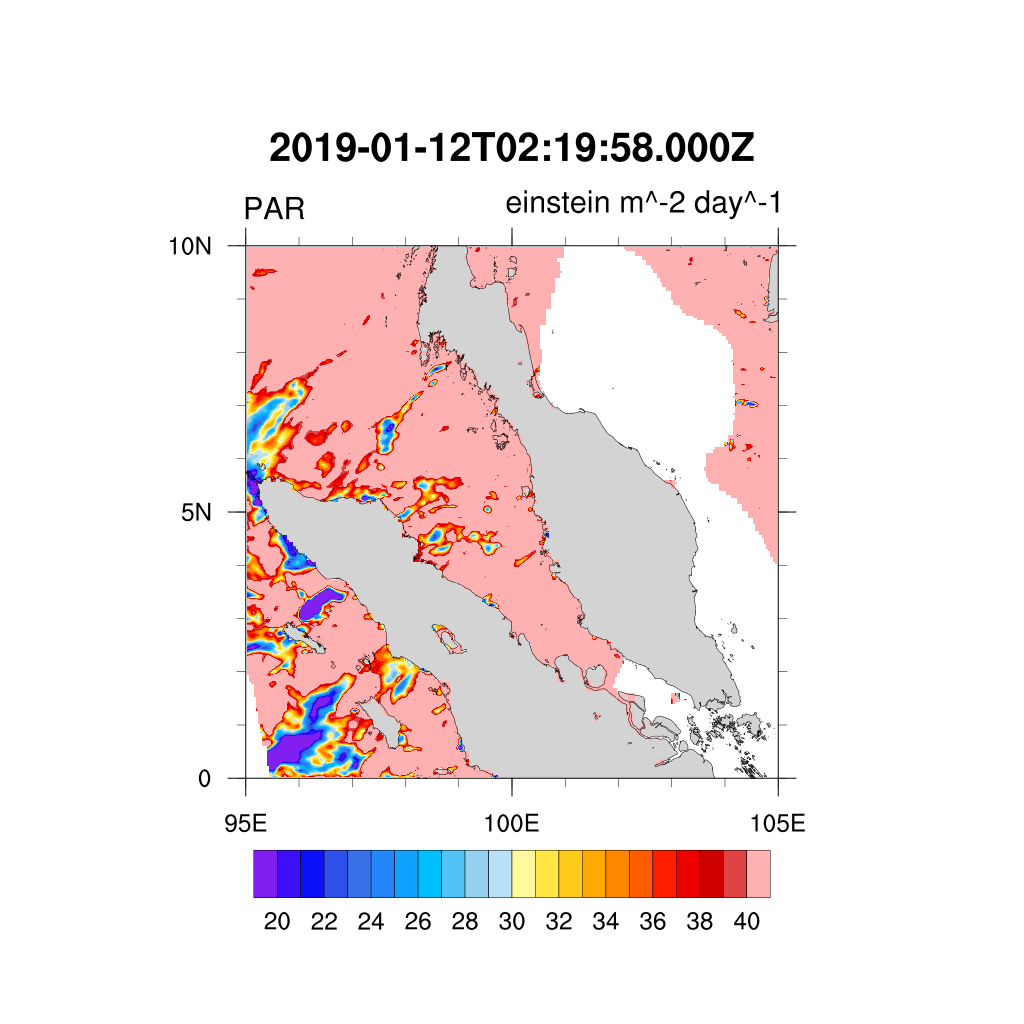 2019-01-12T02:19:58.000Z
PAR einstein m^-2 day^-1
10N
5N
0
95E 100E 105E
20 22 24 26 28 30 32 34 36 38 40